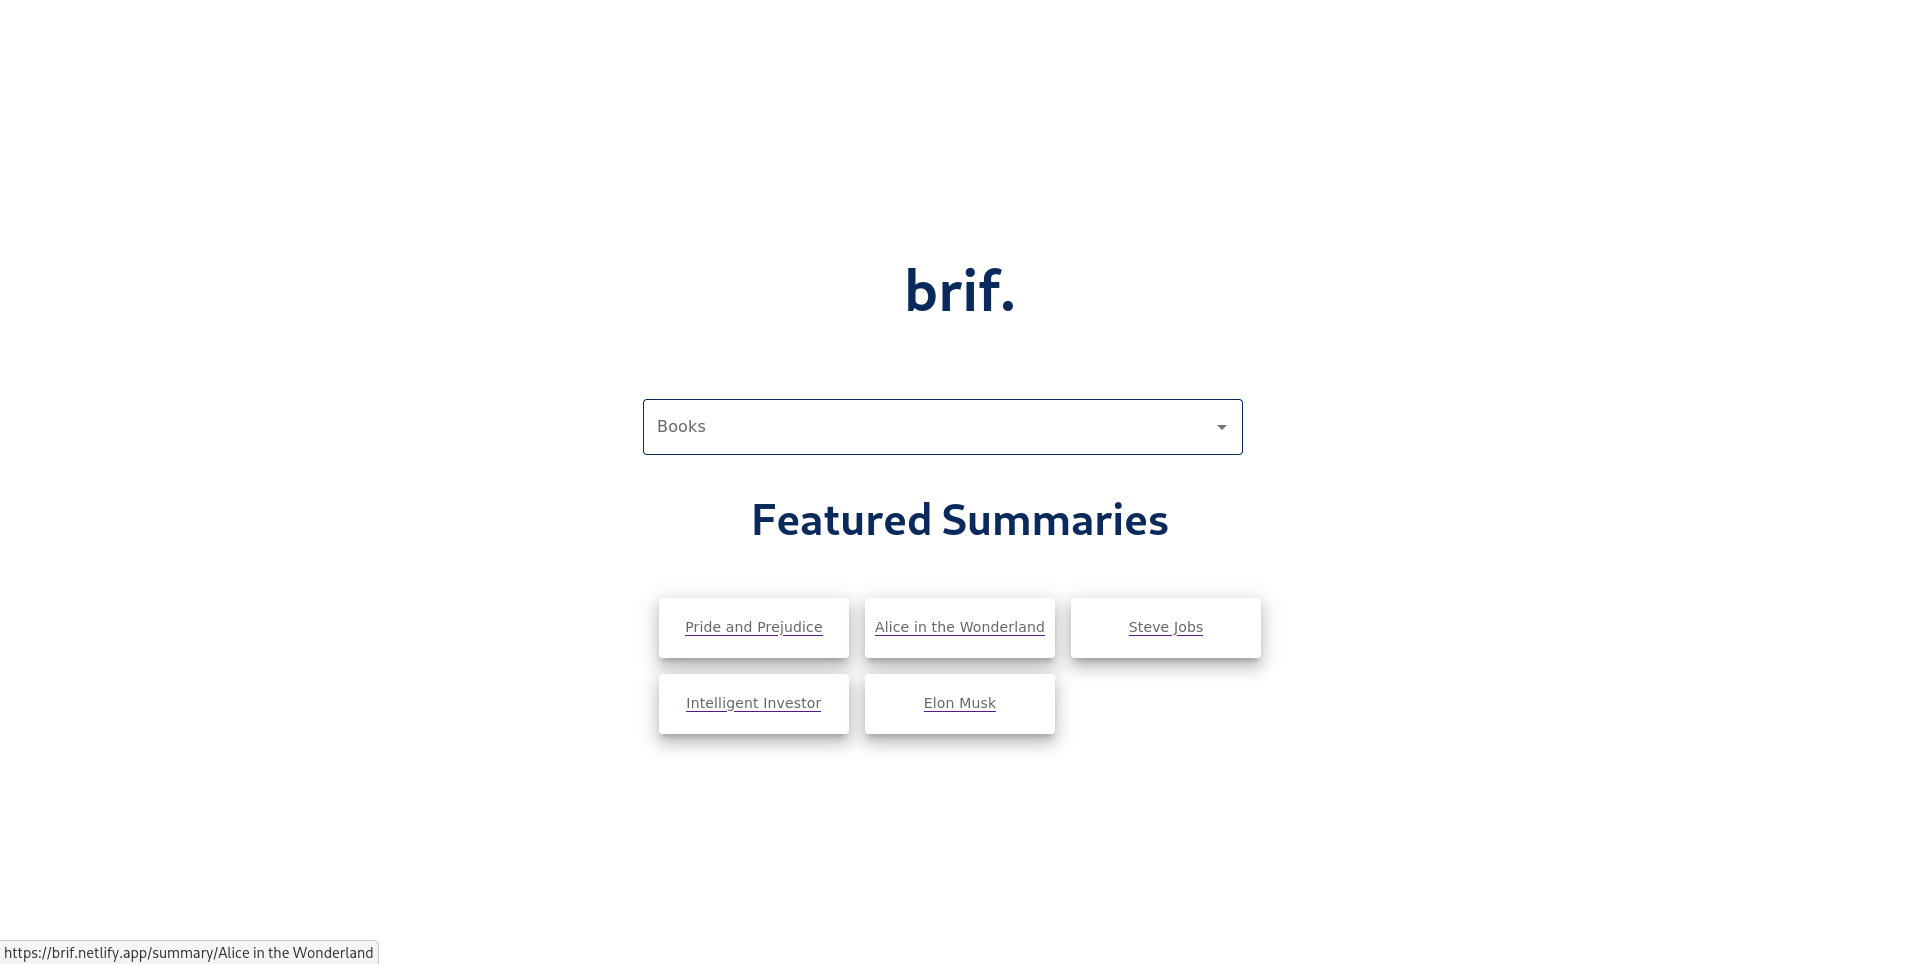 brif.
Books
Featured Summaries
Pride and Prejudice
Alice in the Wonderland
Steve Jobs
Intelligent Investor
Elon Musk
https://brif.netlify.app/summary/Alice in the Wonderland